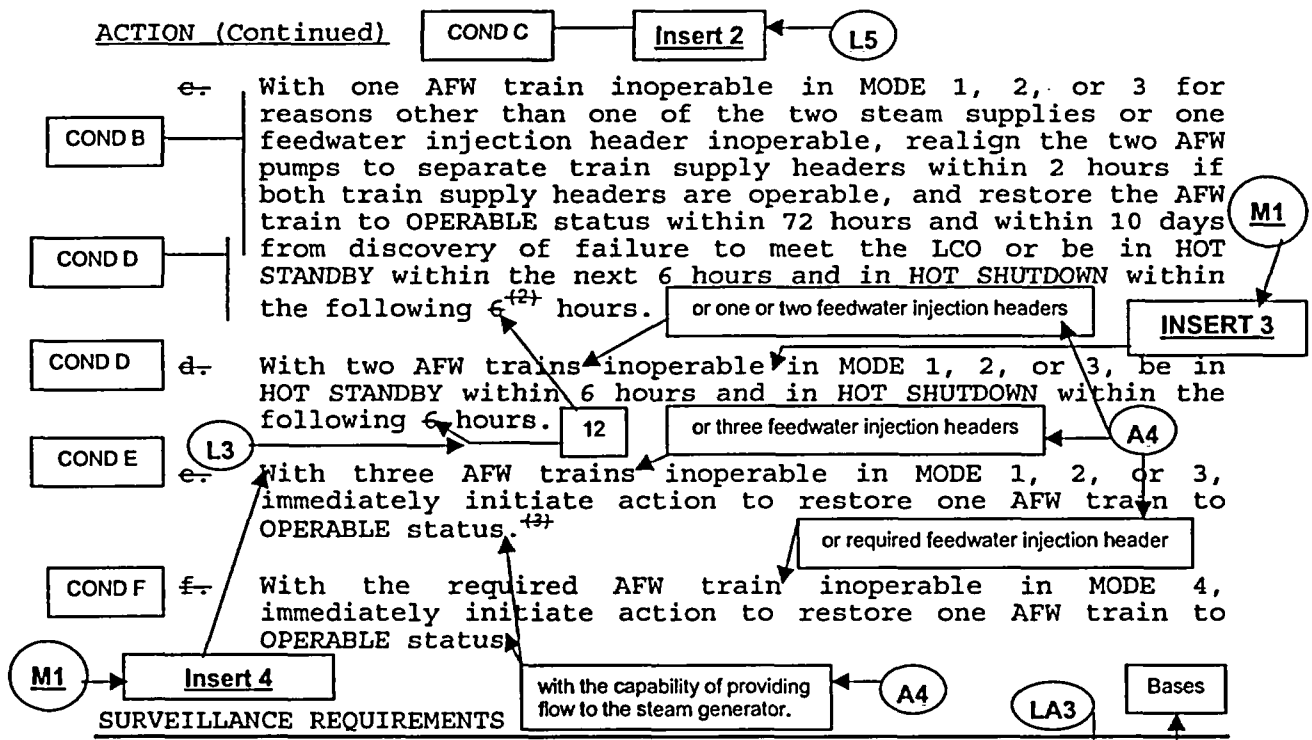 ACTION (Continued)
COND C
Insert 2
L5
c. With one AFW train inoperable in MODE 1, 2, or 3 for
reasons other than one of the two steam supplies or one
COND B
feedwater injection header inoperable, realign the two AFW
pumps to separate train supply headers within 2 hours if
both train supply headers are operable, and restore the AFW
train to OPERABLE status within 72 hours and within 10 days
M1
COND D
from discovery of failure to meet the LCO or be in HOT
STANDBY within the next 6 hours and in HOT SHUTDOWN within
the following 6(2) hours.
or one or two feedwater injection headers
INSERT 3
COND D
d. With two AFW trains inoperable in MODE 1, 2, or 3, be in
HOT STANDBY within 6 hours and in HOT SHUTDOWN within the
following 6 hours.
12
or three feedwater injection headers
A4
L3
COND E
e. With three AFW trains inoperable in MODE 1, 2, or 3,
immediately initiate action to restore one AFW train to
OPERABLE status.(3)
or required feedwater injection header
COND F
f. With the required AFW train inoperable in MODE 4,
immediately initiate action to restore one AFW train to
OPERABLE status
M1
Insert 4
with the capability of providing
flow to the steam generator.
A4
LA3
Bases
SURVEILLANCE REQUIREMENTS